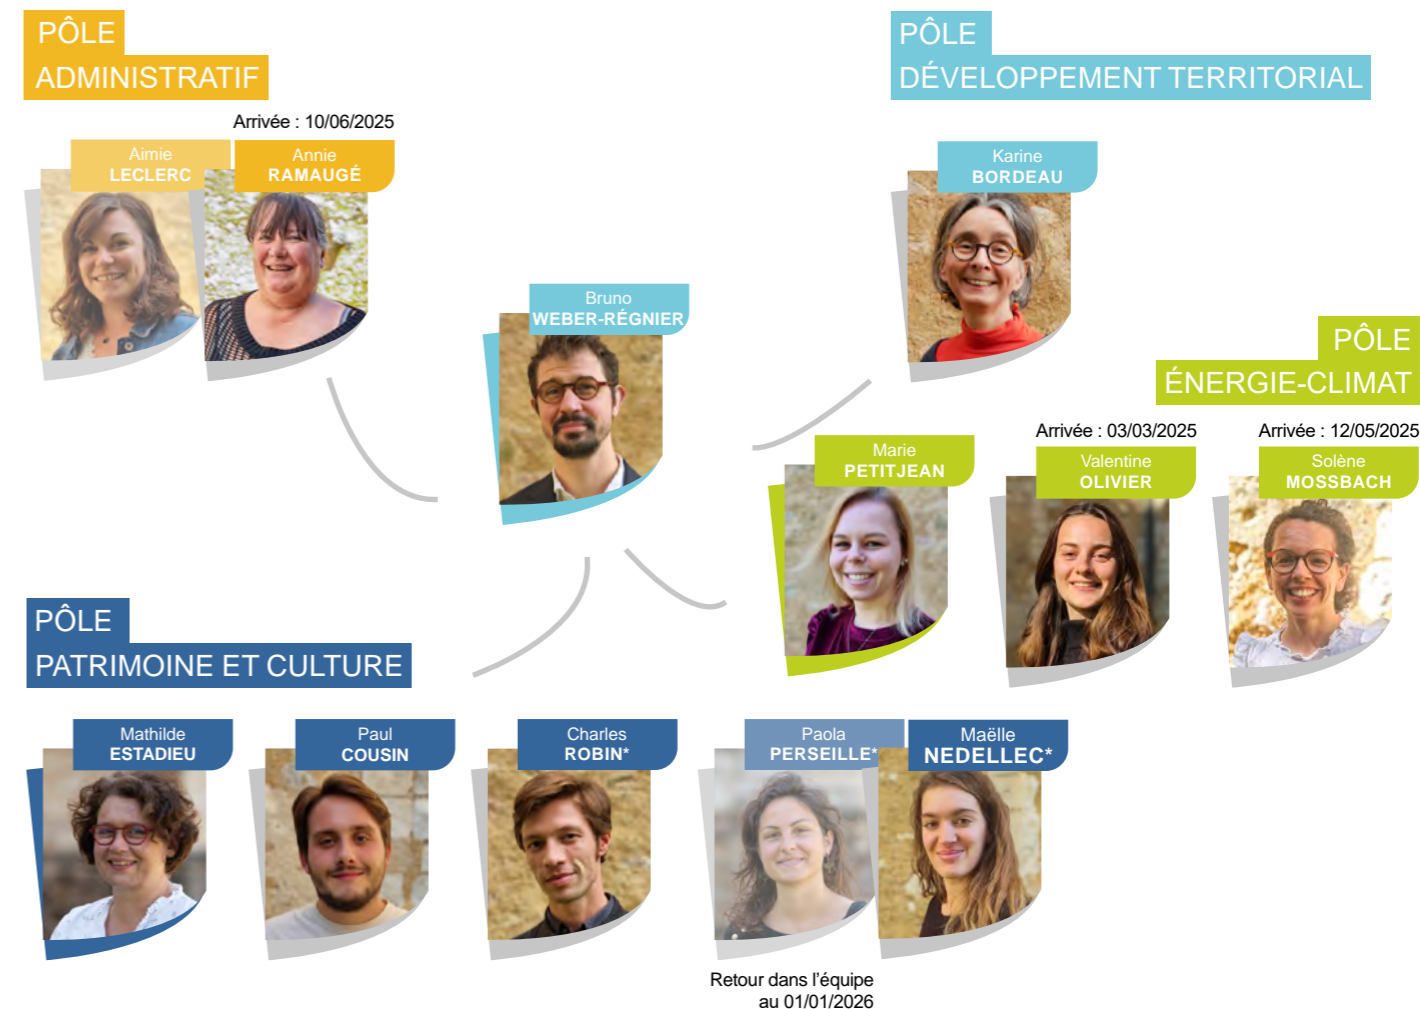 PÔLE
ADMINISTRATIF
Arrivée : 10/06/2025
Aimie
LECLERC
Annie
RAMAUGÉ
PÔLE
DÉVELOPPEMENT TERRITORIAL
Karine
BORDEAU
Bruno
WEBER-RÉGNIER
PÔLE
ÉNERGIE-CLIMAT
Marie
PETITJEAN
Arrivée : 03/03/2025
Valentine
OLIVIER
Arrivée : 12/05/2025
Solène
MOSSBACH
PÔLE
PATRIMOINE ET CULTURE
Mathilde
ESTADIEU
Paul
COUSIN
Charles
ROBIN*
Paola
PERSEILLE*
Maëlle
NEDELLEC*
Retour dans l'équipe
au 01/01/2026